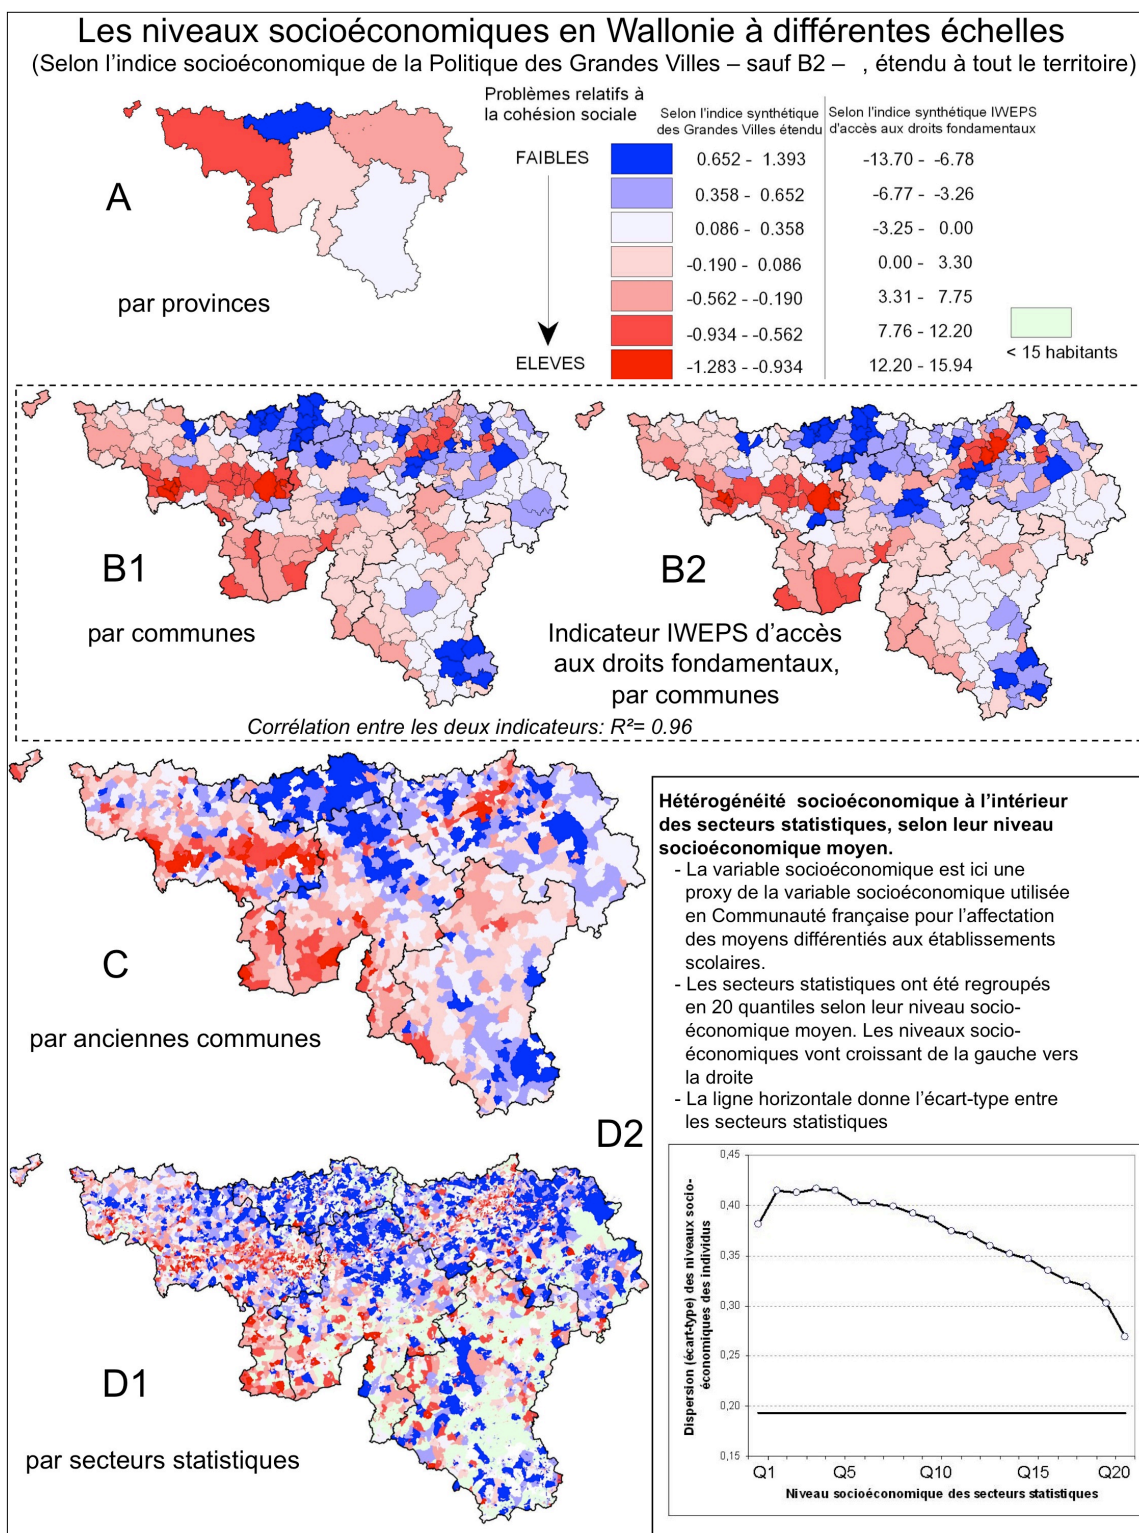 Les niveaux socioéconomiques en Wallonie à différentes échelles
(Selon l'indice socioéconomique de la Politique des Grandes Villes – sauf B2 – , étendu à tout le territoire)
Problèmes relatifs à
la cohésion sociale
Selon l'indice synthétique
des Grandes Villes étendu
Selon l'indice synthétique IWEPS
d'accès aux droits fondamentaux
FAIBLES
0.652 - 1.393
-13.70 - -6.78
0.358 - 0.652
-6.77 - -3.26
0.086 - 0.358
-3.25 - 0.00
-0.190 - 0.086
0.00 - 3.30
-0.562 - -0.190
3.31 - 7.75
-0.934 - -0.562
7.76 - 12.20
ELEVES
-1.283 - -0.934
12.20 - 15.94
< 15 habitants
A
par provinces
B1
par communes
B2
Indicateur IWEPS d'accès
aux droits fondamentaux,
par communes
Corrélation entre les deux indicateurs: R²= 0.96
C
par anciennes communes
D1
par secteurs statistiques
D2
Hétérogénéité socioéconomique à l'intérieur
des secteurs statistiques, selon leur niveau
socioéconomique moyen.
- La variable socioéconomique est ici une
proxy de la variable socioéconomique utilisée
en Communauté française pour l'affectation
des moyens différentiés aux établissements
scolaires.
- Les secteurs statistiques ont été regroupés
en 20 quantiles selon leur niveau socio-
économique moyen. Les niveaux socio-
économiques vont croissant de la gauche vers
la droite
- La ligne horizontale donne l'écart-type entre
les secteurs statistiques
Dispersion (écart-type) des niveaux socio-
économiques des individus
0,45
0,40
0,35
0,30
0,25
0,20
0,15
Q1
Q5
Q10
Q15
Q20
Niveau socioéconomique des secteurs statistiques